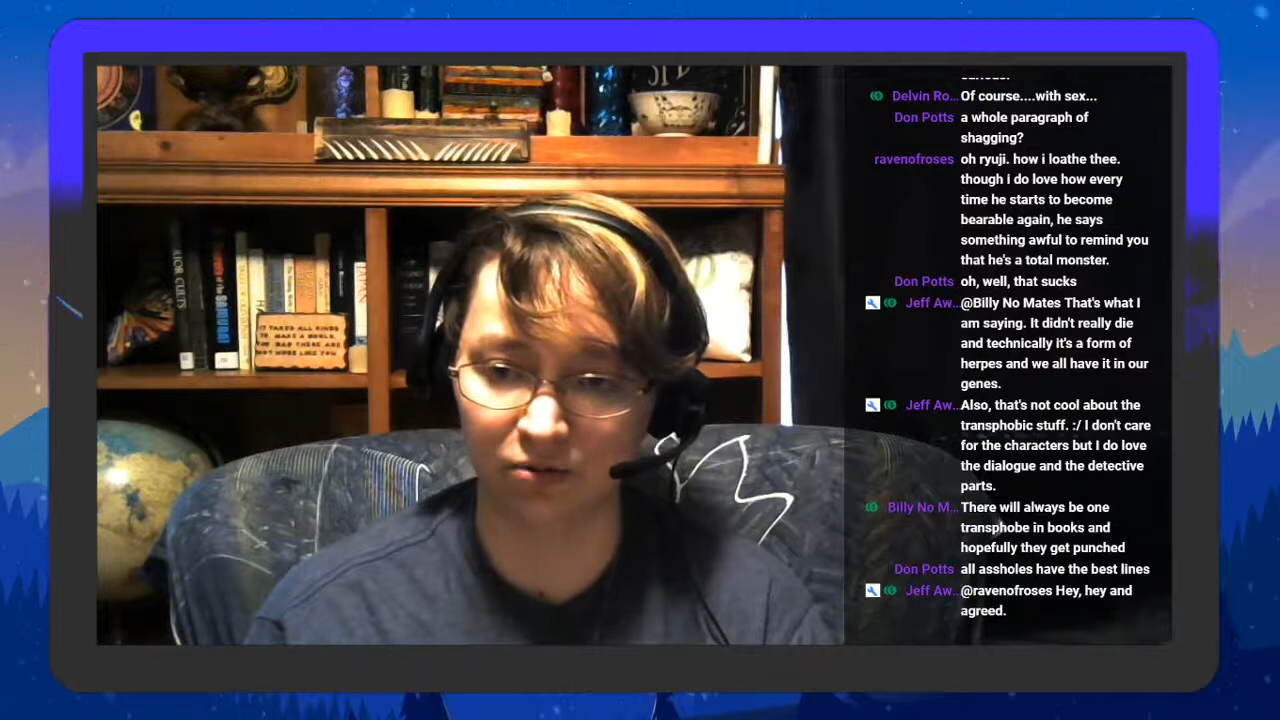 Delvin Ro... Of course....with sex...
Don Potts a whole paragraph of
shagging?
ravenofroses oh ryuji. how i loathe thee.
though i do love how every
time he starts to become
bearable again, he says
something awful to remind you
that he's a total monster.
Don Potts oh, well, that sucks
Jeff Aw... @Billy No Mates That's what I
am saying. It didn't really die
and technically it's a form of
herpes and we all have it in our
genes.
Jeff Aw... Also, that's not cool about the
transphobic stuff. :/ I don't care
for the characters but I do love
the dialogue and the detective
parts.
Billy No M... There will always be one
transphobe in books and
hopefully they get punched
Don Potts all assholes have the best lines
Jeff Aw... @ravenofroses Hey, hey and
agreed.
SAMURAI
IT TAKES ALL KINDS
TO MAKE A WORLD,
TOO BAD THERE ARE
NOT MORE LIKE YOU